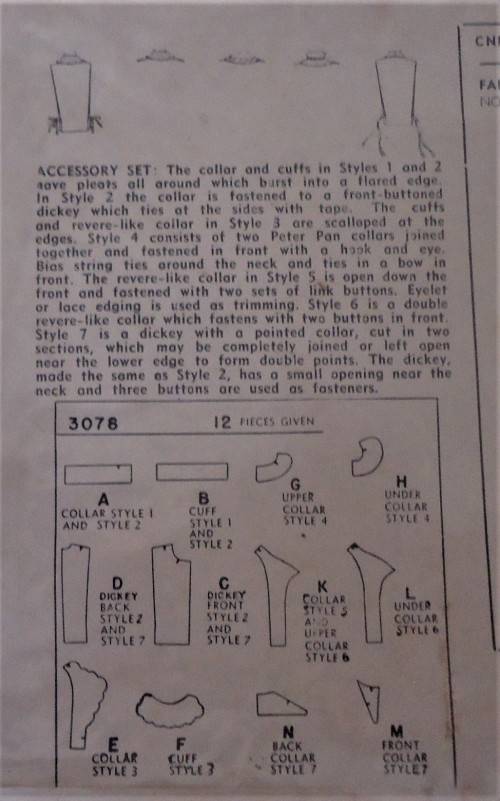 CN
FA
NO
ACCESSORY SET: The collar and cuffs in Styles 1 and 2
have pleats all around which burst into a flared edge.
In Style 2 the collar is fastened to a front-buttoned
dickey which ties at the sides with tape. The cuffs
and revere-like collar in Style 3 are scalloped at the
edges. Style 4 consists of two Peter Pan collars joined
together and fastened in front with a hook and eye.
Bias string ties around the neck and ties in a bow in
front. The revere-like collar in Style 5 is open down the
front and fastened with two sets of link buttons. Eyelet
or lace edging is used as trimming. Style 6 is a double
revere-like collar which fastens with two buttons in front.
Style 7 is a dickey with a pointed collar, cut in two
sections, which may be completely joined or left open
near the lower edge to form double points. The dickey,
made the same as Style 2, has a small opening near the
neck and three buttons are used as fasteners.
3078 12 PIECES GIVEN
A
COLLAR STYLE 1
AND STYLE 2
B
CUFF
STYLE 1
AND
STYLE 2
G
UPPER
COLLAR
STYLE 4
H
UNDER
COLLAR
STYLE 4
D
DICKEY
BACK
STYLE 2
AND
STYLE 7
C
DICKEY
FRONT
STYLE 2
AND
STYLE 7
K
COLLAR
STYLE 5
AND
UPPER
COLLAR
STYLE 6
L
UNDER
COLLAR
STYLE 6
E
COLLAR
STYLE 3
F
CUFF
STYLE 3
N
BACK
COLLAR
STYLE 7
M
FRONT
COLLAR
STYLE 7